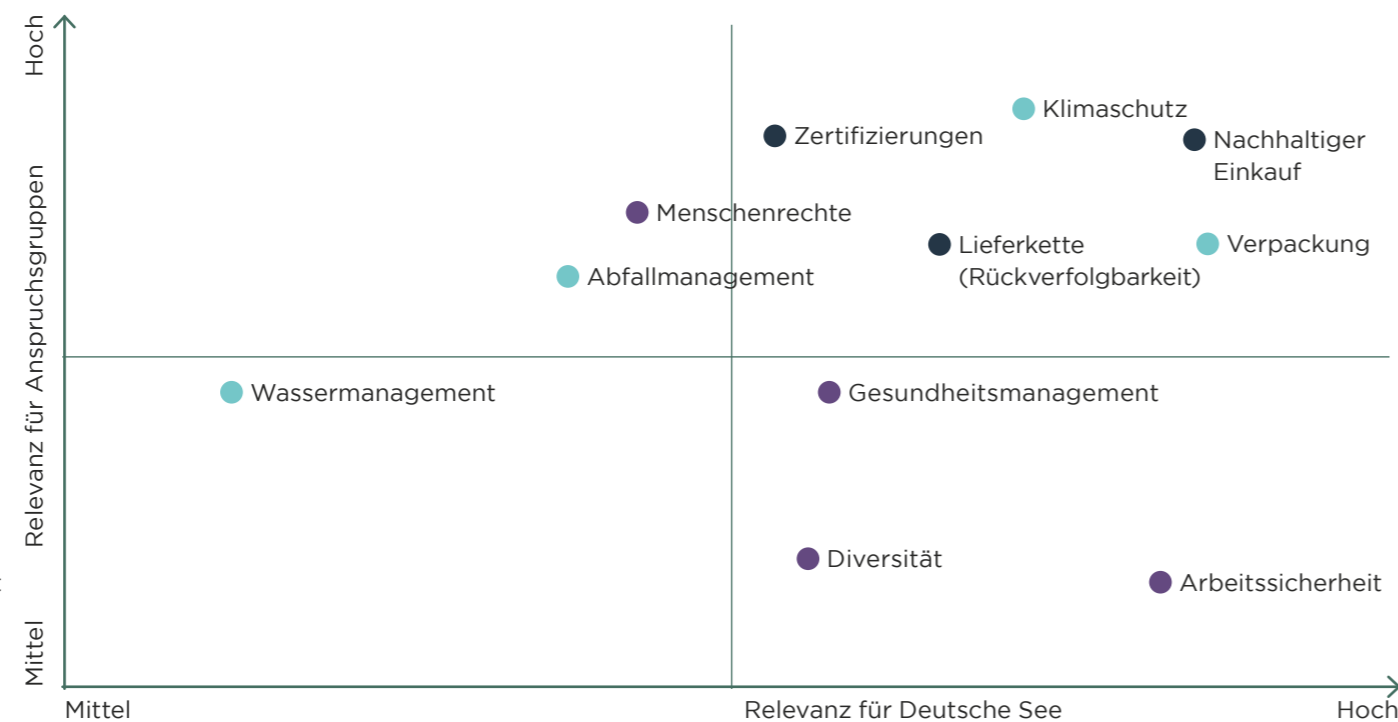 Hoch
Relevanz für Anspruchsgruppen
Mittel
Klimaschutz
Zertifizierungen
Nachhaltiger
Einkauf
Menschenrechte
Lieferkette
(Rückverfolgbarkeit)
Verpackung
Abfallmanagement
Wassermanagement
Gesundheitsmanagement
Diversität
Arbeitssicherheit
Mittel
Relevanz für Deutsche See
Hoch